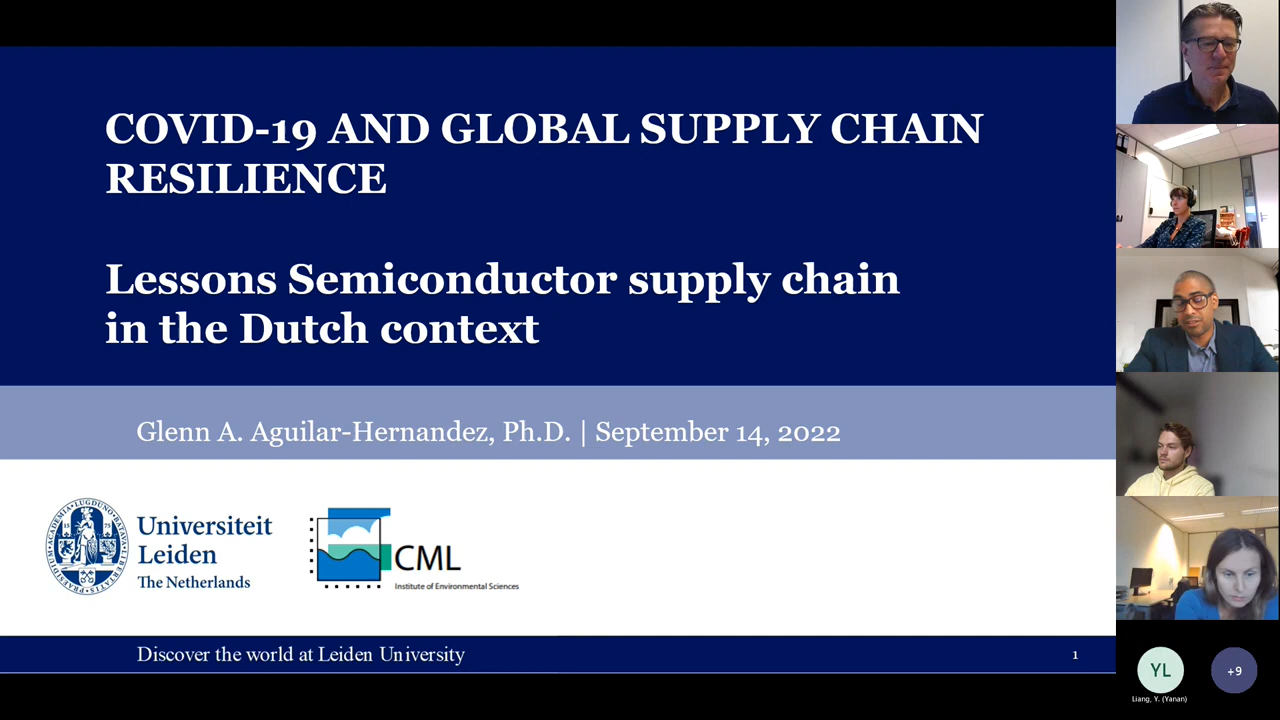 COVID-19 AND GLOBAL SUPPLY CHAIN
RESILIENCE
Lessons Semiconductor supply chain
in the Dutch context
Glenn A. Aguilar-Hernandez, Ph.D. | September 14, 2022
Universiteit
Leiden
The Netherlands
CML
Institute of Environmental Sciences
Discover the world at Leiden University
1
YL
+9
Liang, Y. (Yanan)